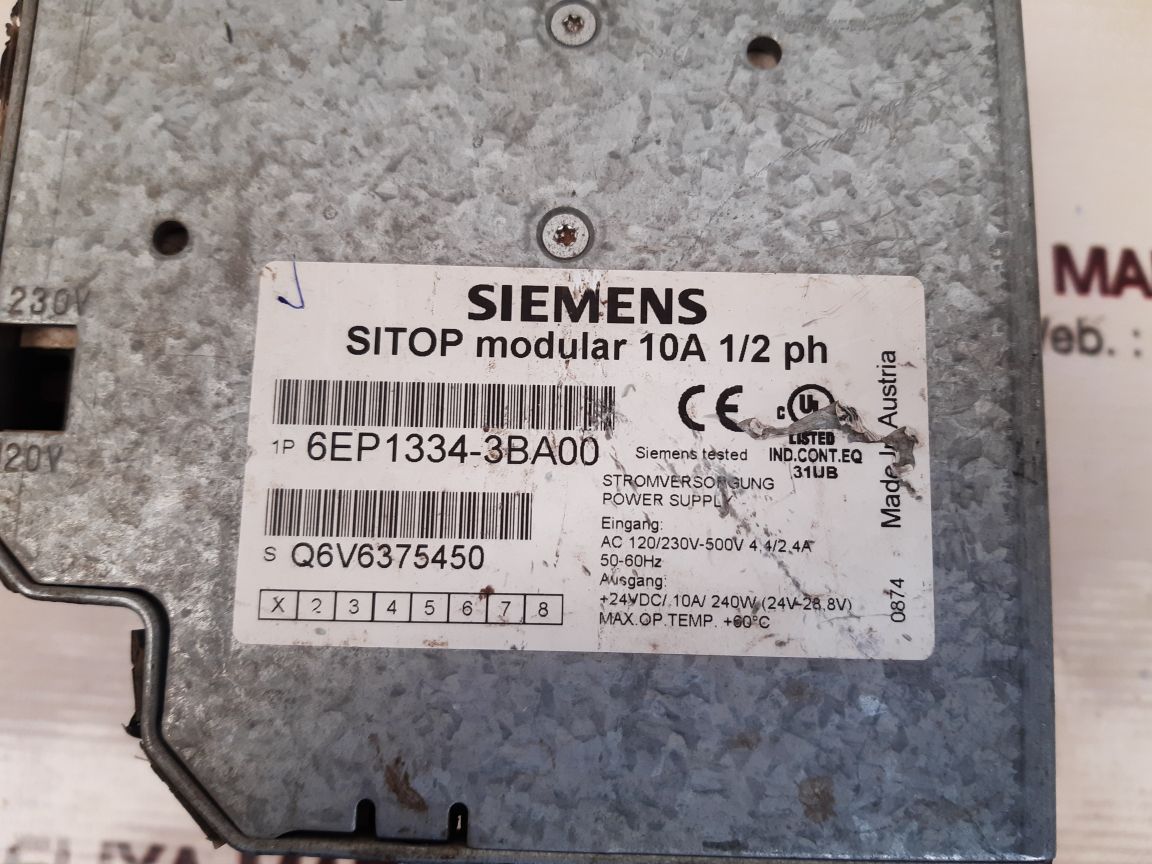 230V
120V
SIEMENS
SITOP modular 10A 1/2 ph
1P 6EP1334-3BA00
S Q6V6375450
X 2 3 4 5 6 7 8
CE
C UL
LISTED
IND.CONT.EQ
31UB
Siemens tested
STROMVERSORGUNG
POWER SUPPLY
Eingang:
AC 120/230V-500V 4,4/2,4A
50-60Hz
Ausgang:
+24VDC/ 10A/ 240W (24V-28,8V)
MAX.OP.TEMP. +60°C
Made In Austria
0874
Web. :